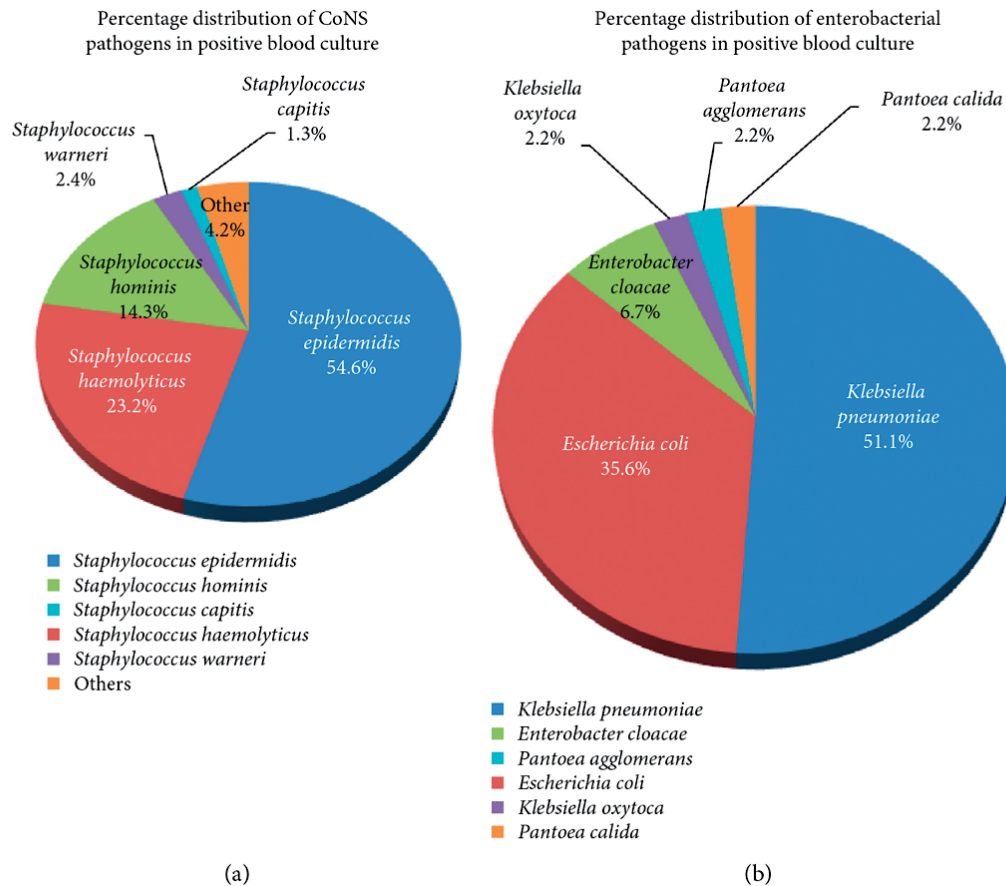 Percentage distribution of CoNS
pathogens in positive blood culture
Staphylococcus
capitis
1.3%
Staphylococcus
warneri
2.4%
Other
4.2%
Staphylococcus
hominis
14.3%
Staphylococcus
epidermidis
54.6%
Staphylococcus
haemolyticus
23.2%
Staphylococcus epidermidis
Staphylococcus hominis
Staphylococcus capitis
Staphylococcus haemolyticus
Staphylococcus warneri
Others
(a)
Percentage distribution of enterobacterial
pathogens in positive blood culture
Klebsiella
oxytoca
2.2%
Pantoea
agglomerans
2.2%
Pantoea calida
2.2%
Enterobacter
cloacae
6.7%
Klebsiella
pneumoniae
51.1%
Escherichia coli
35.6%
Klebsiella pneumoniae
Enterobacter cloacae
Pantoea agglomerans
Escherichia coli
Klebsiella oxytoca
Pantoea calida
(b)